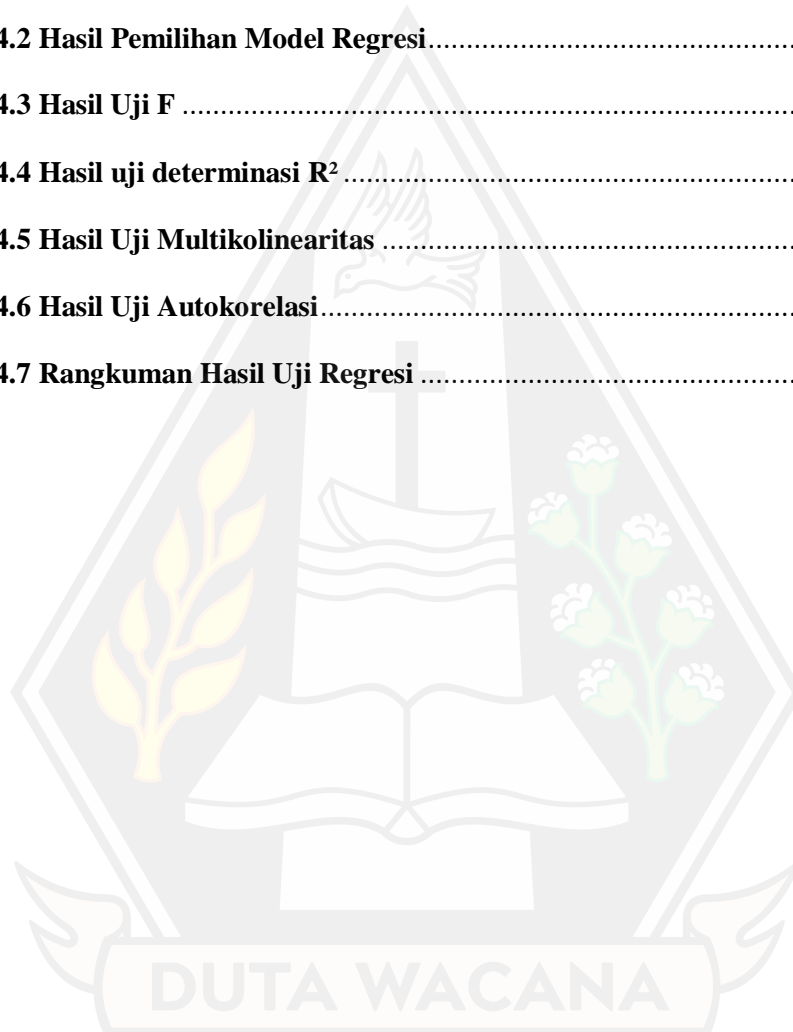 4.2 Hasil Pemilihan Model Regresi................................................
4.3 Hasil Uji F ................................................................................
4.4 Hasil uji determinasi R² ...........................................................
4.5 Hasil Uji Multikolinearitas ......................................................
4.6 Hasil Uji Autokorelasi..............................................................
4.7 Rangkuman Hasil Uji Regresi .................................................
DUTA WACANA